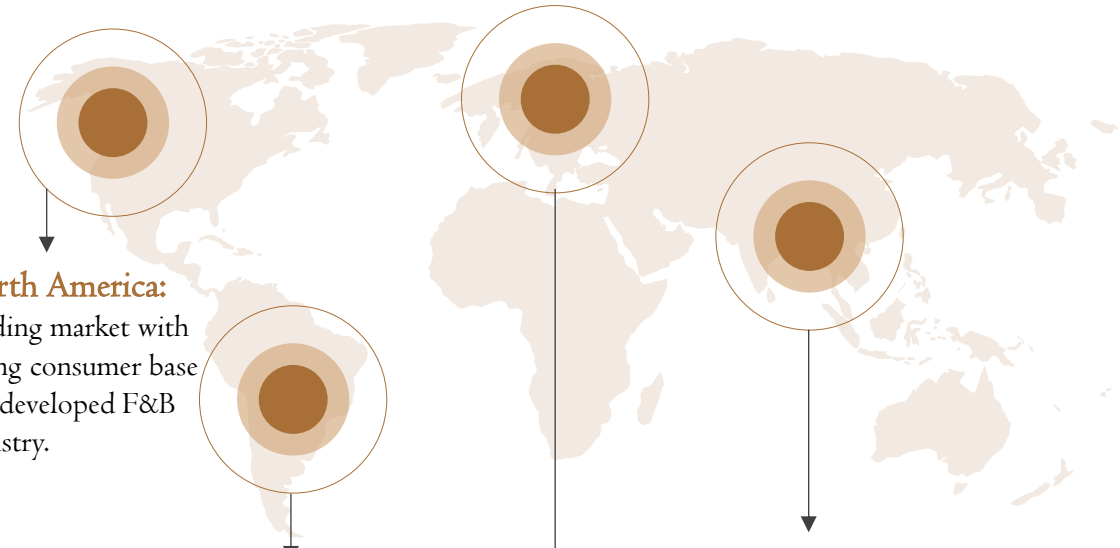 rth America:
ding market with
ng consumer base
developed F&B
stry.